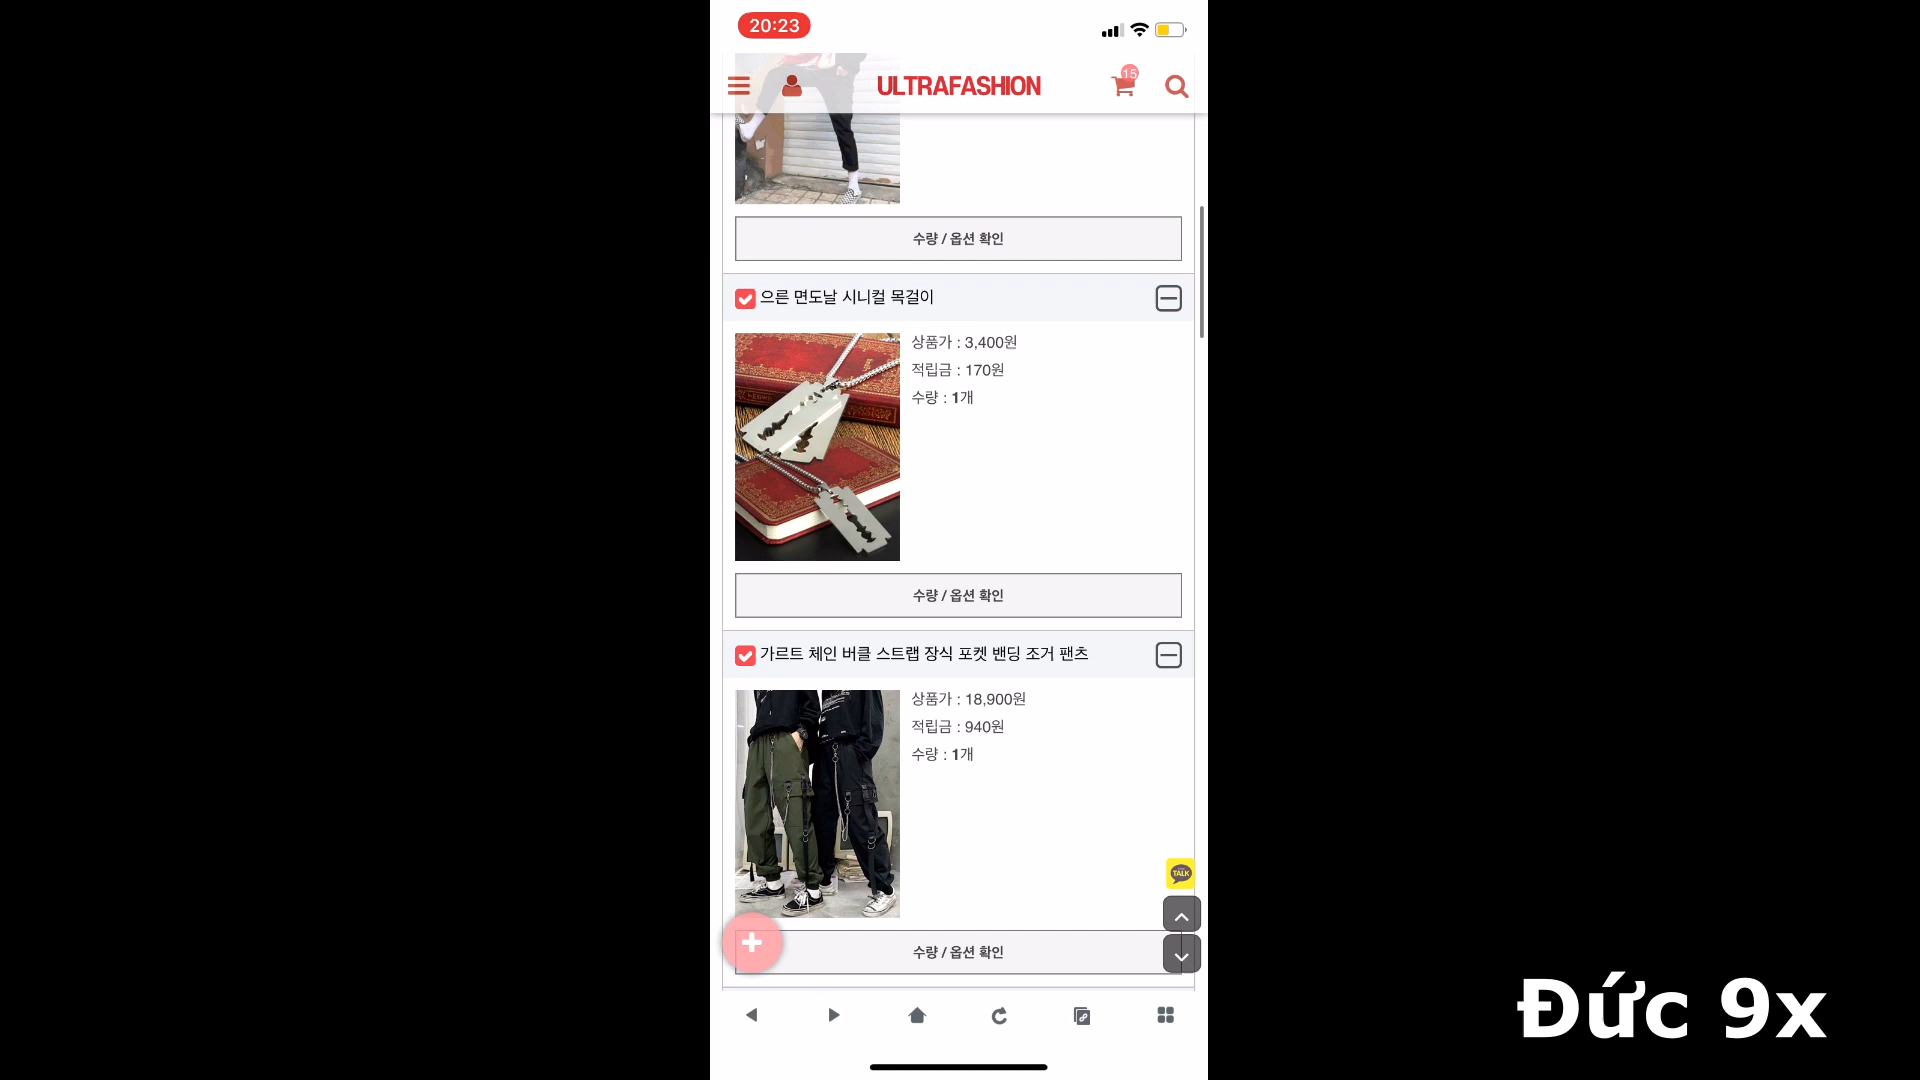 20:23
ULTRAFASHION
15
수량 / 옵션 확인
으른 면도날 시니컬 목걸이
상품가 : 3,400원
적립금 : 170원
수량 : 1개
수량 / 옵션 확인
가르트 체인 버클 스트랩 장식 포켓 밴딩 조거 팬츠
상품가 : 18,900원
적립금 : 940원
수량 : 1개
TALK
수량 / 옵션 확인
Đức 9x